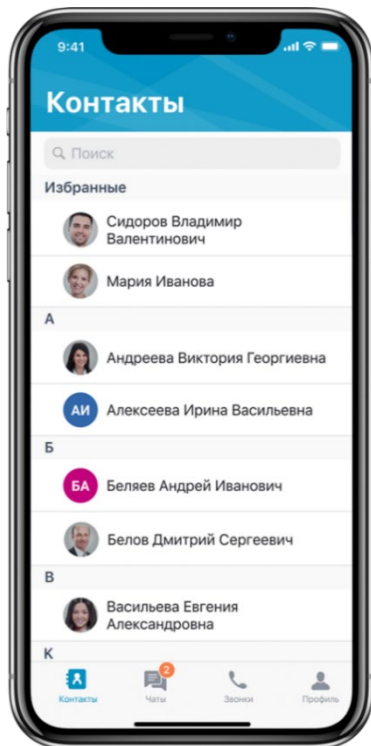 9:41
Контакты
Поиск
Избранные
Сидоров Владимир
Валентинович
Мария Иванова
А
Андреева Виктория Георгиевна
АИ
Алексеева Ирина Васильевна
Б
БА
Беляев Андрей Иванович
Белов Дмитрий Сергеевич
В
Васильева Евгения
Александровна
К
2
Контакты
Чаты
Звонки
Профиль